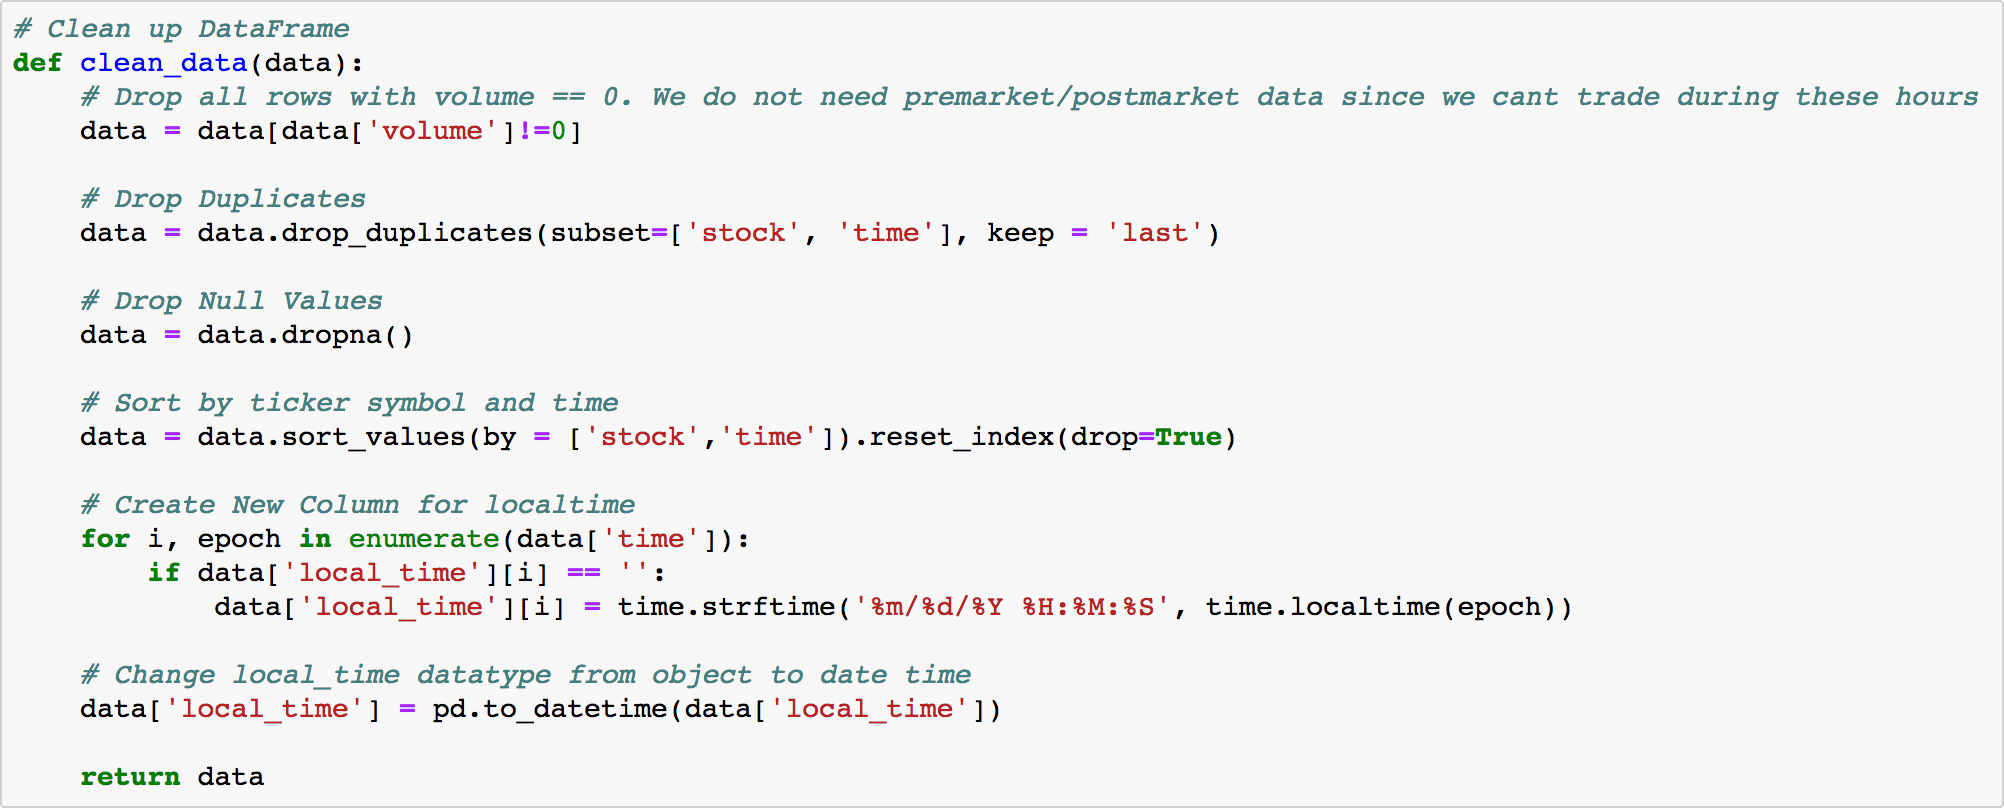 # Clean up DataFrame
def clean_data(data):
    # Drop all rows with volume == 0. We do not need premarket/postmarket data since we cant trade during these hours
    data = data[data['volume']!=0]

    # Drop Duplicates
    data = data.drop_duplicates(subset=['stock', 'time'], keep = 'last')

    # Drop Null Values
    data = data.dropna()

    # Sort by ticker symbol and time
    data = data.sort_values(by = ['stock','time']).reset_index(drop=True)

    # Create New Column for localtime
    for i, epoch in enumerate(data['time']):
        if data['local_time'][i] == '':
            data['local_time'][i] = time.strftime('%m/%d/%Y %H:%M:%S', time.localtime(epoch))

    # Change local_time datatype from object to date time
    data['local_time'] = pd.to_datetime(data['local_time'])

    return data